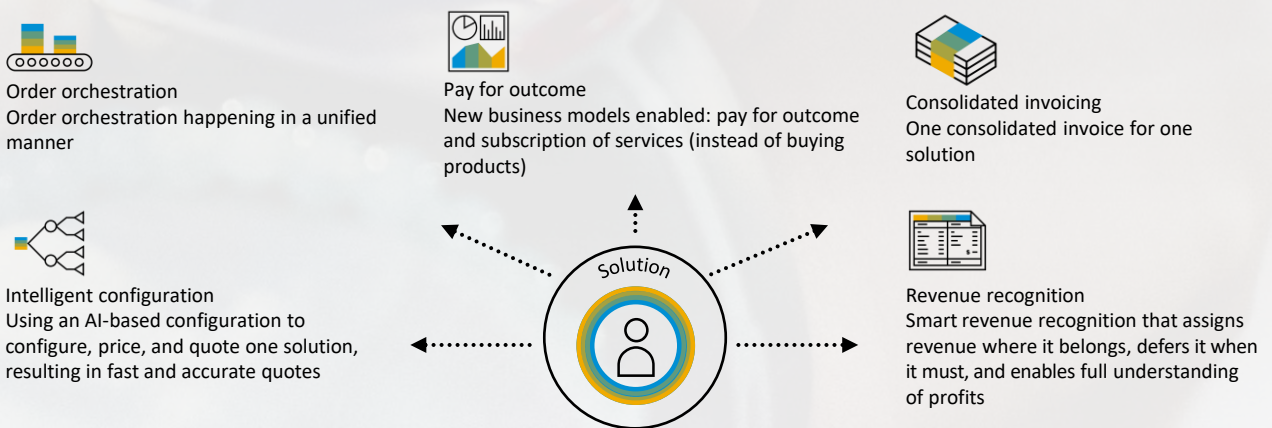 Order orchestration
Order orchestration happening in a unified
manner
Pay for outcome
New business models enabled: pay for outcome
and subscription of services (instead of buying
products)
Consolidated invoicing
One consolidated invoice for one
solution
Intelligent configuration
Using an AI-based configuration to
configure, price, and quote one solution,
resulting in fast and accurate quotes
Solution
Revenue recognition
Smart revenue recognition that assigns
revenue where it belongs, defers it when
it must, and enables full understanding
of profits